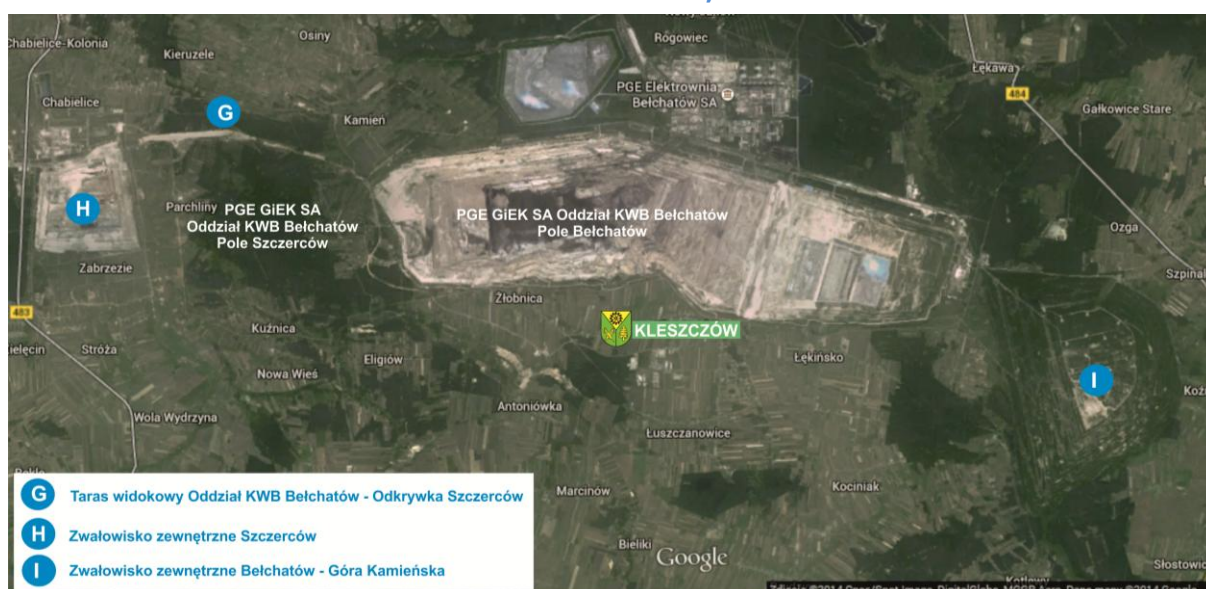 Chabielice-Kolonia
Kieruzele
Osiny
Rogowiec
Łękawa
Chabielice
G
Kamień
PGE Elektrownia
Bełchatów SA
484
Gałkowice Stare
H
Parchliny
PGE GiEK SA
Oddział KWB Bełchatów
Pole Szczerców
PGE GiEK SA Oddział KWB Bełchatów
Pole Bełchatów
Ozga
Zabrzezie
Szpinal
Żłobnica
483
Kuźnica
KLESZCZÓW
Stróża
Eligiów
Łękińsko
Nowa Wieś
I
Antoniówka
Wola Wydrzyna
Łuszczanowice
Marcinów
Kociniak
Bieliki
Google
G Taras widokowy Oddział KWB Bełchatów - Odkrywka Szczerców
H Zwałowisko zewnętrzne Szczerców
I Zwałowisko zewnętrzne Bełchatów - Góra Kamieńska